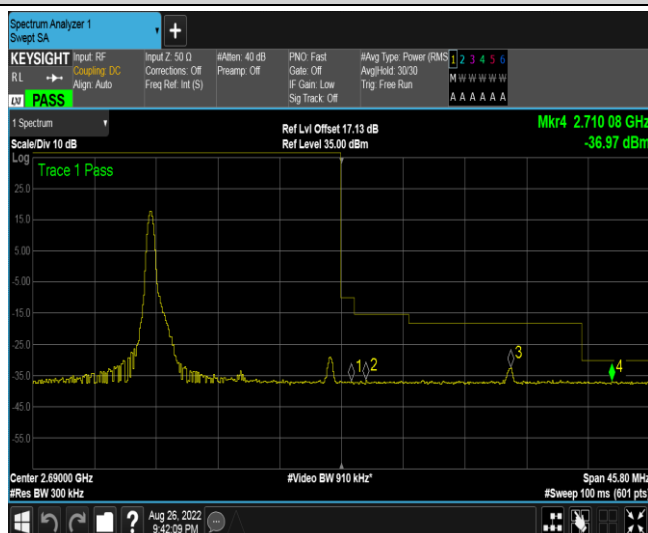 Spectrum Analyzer 1
Swept SA
+
KEYSIGHT Input: RF Input Z: 50 Ω #Atten: 40 dB PNO: Fast #Avg Type: Power (RMS 1 2 3 4 5 6
RL Coupling: DC Corrections: Off Preamp: Off Gate: Off Avg|Hold: 30/30 M W W W W W
Align: Auto Freq Ref: Int (S) IF Gain: Low Trig: Free Run
LXI PASS Sig Track: Off A A A A A A
1 Spectrum Ref Lvl Offset 17.13 dB Mkr4 2.710 08 GHz
Scale/Div 10 dB Ref Level 35.00 dBm -36.97 dBm
Log
Trace 1 Pass
25.0
15.0
5.00
-5.00
-15.0
-25.0
-35.0
-45.0
-55.0
1 2 3 4
Center 2.69000 GHz #Video BW 910 kHz* Span 45.80 MHz
#Res BW 300 kHz #Sweep 100 ms (601 pts)
? Aug 26, 2022
9:42:09 PM